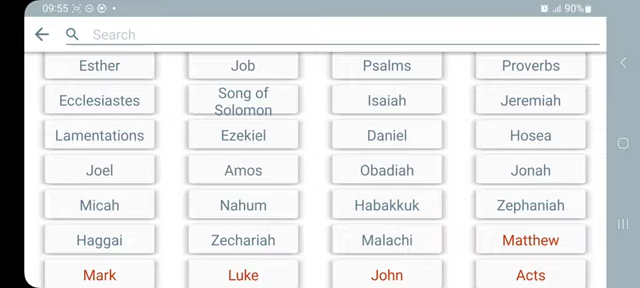 09:55
90%
Search
Esther Job Psalms Proverbs
Ecclesiastes Song of Solomon Isaiah Jeremiah
Lamentations Ezekiel Daniel Hosea
Joel Amos Obadiah Jonah
Micah Nahum Habakkuk Zephaniah
Haggai Zechariah Malachi Matthew
Mark Luke John Acts